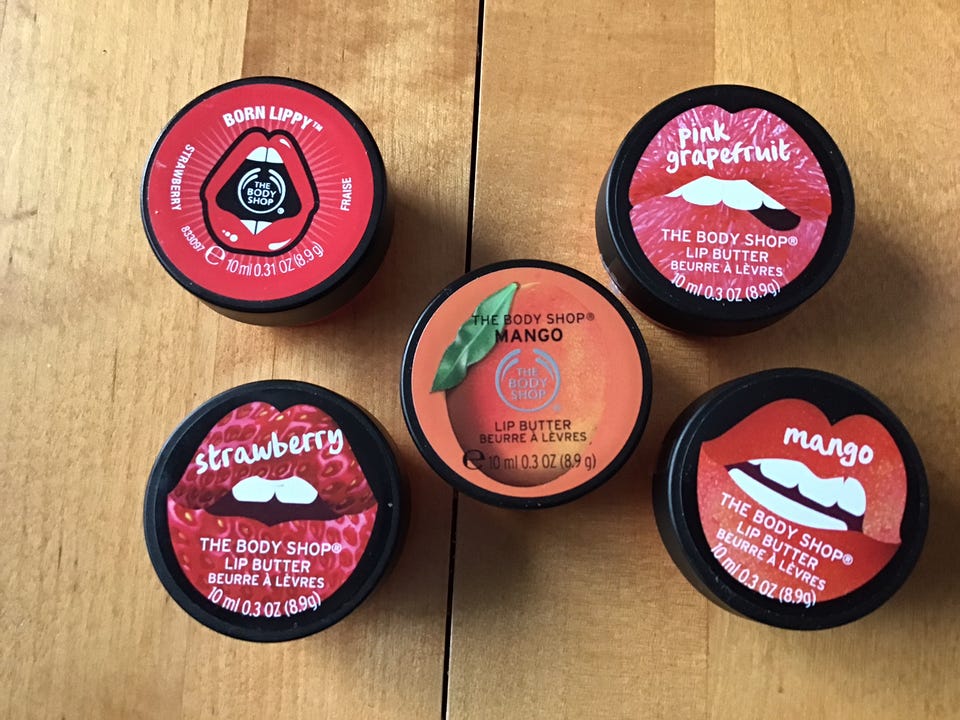 BORN LIPPY™
STRAWBERRY
THE
BODY
SHOP®
FRAISE
833097
℮ 10 ml 0.31 OZ (8.9 g)
pink
grapefruit
THE BODY SHOP®
LIP BUTTER
BEURRE À LÈVRES
10 ml 0.3 OZ (8.9g)
THE BODY SHOP®
MANGO
THE
BODY
SHOP®
LIP BUTTER
BEURRE À LÈVRES
℮ 10 ml 0.3 OZ (8.9 g)
strawberry
THE BODY SHOP®
LIP BUTTER
BEURRE À LÈVRES
10 ml 0.3 OZ (8.9g)
mango
THE BODY SHOP®
LIP BUTTER
BEURRE À LÈVRES
10 ml 0.3 OZ (8.9g)